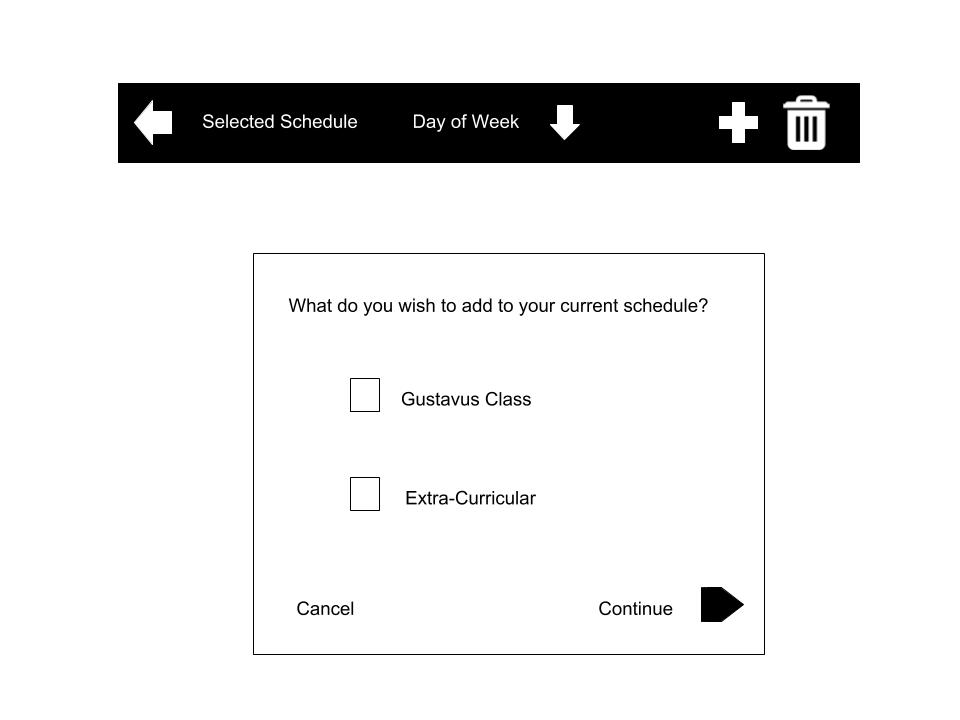 Selected Schedule
Day of Week
What do you wish to add to your current schedule?
Gustavus Class
Extra-Curricular
Cancel
Continue